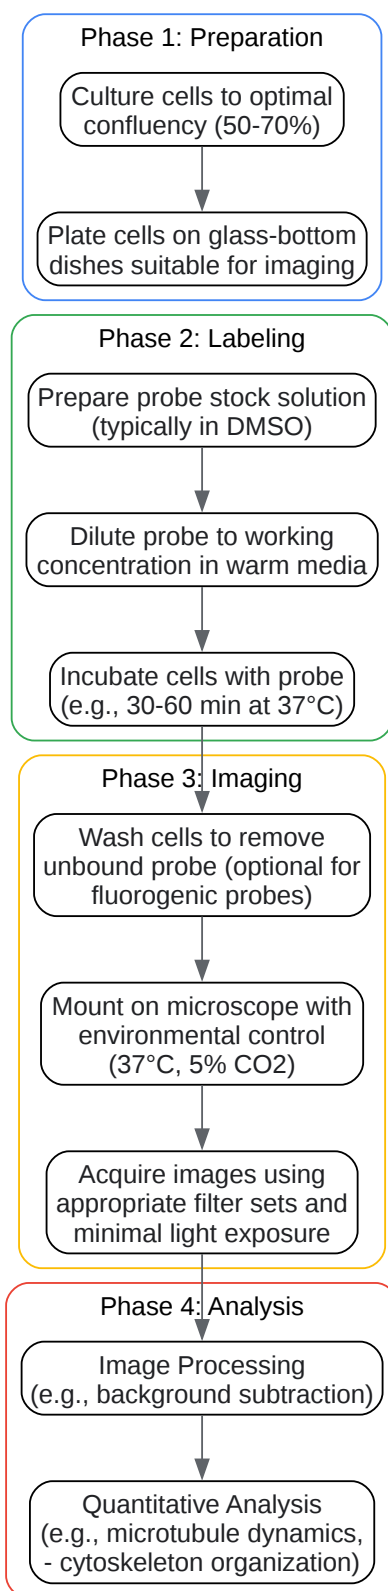 Phase 1: Preparation
Culture cells to optimal
confluency (50-70%)
Plate cells on glass-bottom
dishes suitable for imaging
Phase 2: Labeling
Prepare probe stock solution
(typically in DMSO)
Dilute probe to working
concentration in warm media
Incubate cells with probe
(e.g., 30-60 min at 37°C)
Phase 3: Imaging
Wash cells to remove
unbound probe (optional for
fluorogenic probes)
Mount on microscope with
environmental control
(37°C, 5% CO2)
Acquire images using
appropriate filter sets and
minimal light exposure
Phase 4: Analysis
Image Processing
(e.g., background subtraction)
Quantitative Analysis
(e.g., microtubule dynamics,
- cytoskeleton organization)